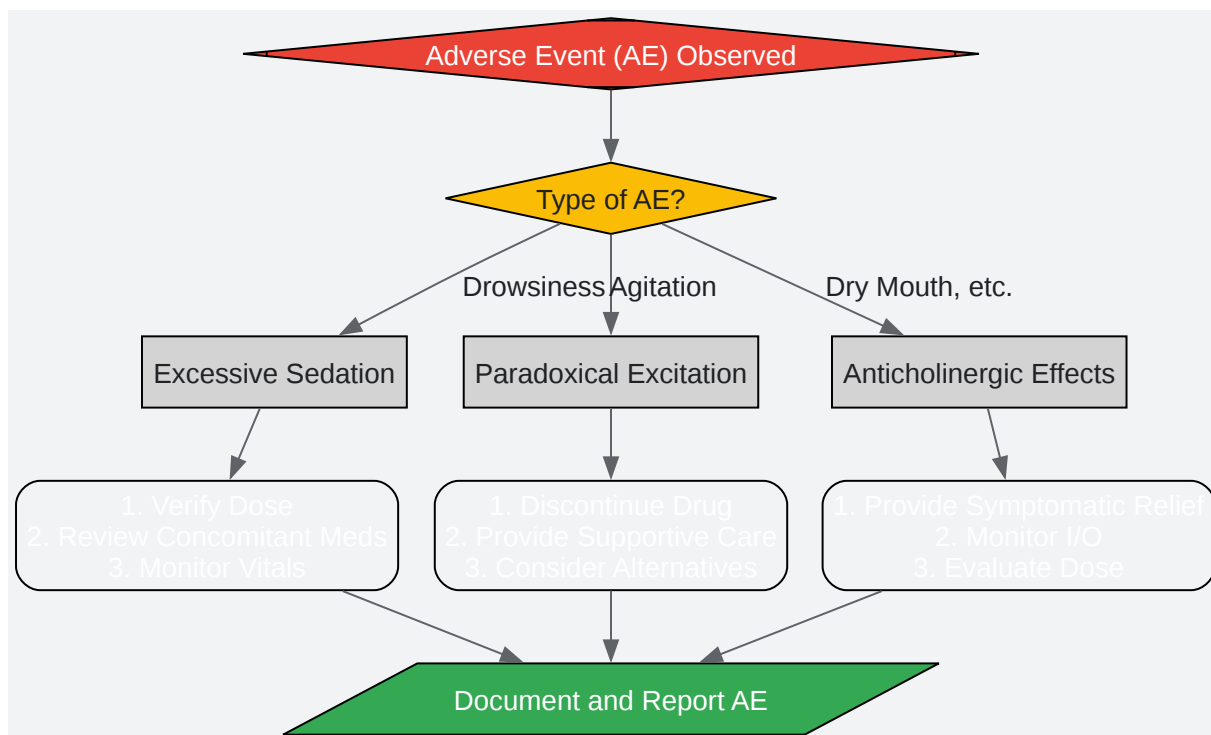 Adverse Event (AE) Observed
Type of AE?
Drowsiness
Agitation
Dry Mouth, etc.
Excessive Sedation
Paradoxical Excitation
Anticholinergic Effects
1. Verify Dose
2. Review Concomitant Meds
3. Monitor Vitals
1. Discontinue Drug
2. Provide Supportive Care
3. Consider Alternatives
1. Provide Symptomatic Relief
2. Monitor I/O
3. Evaluate Dose
Document and Report AE